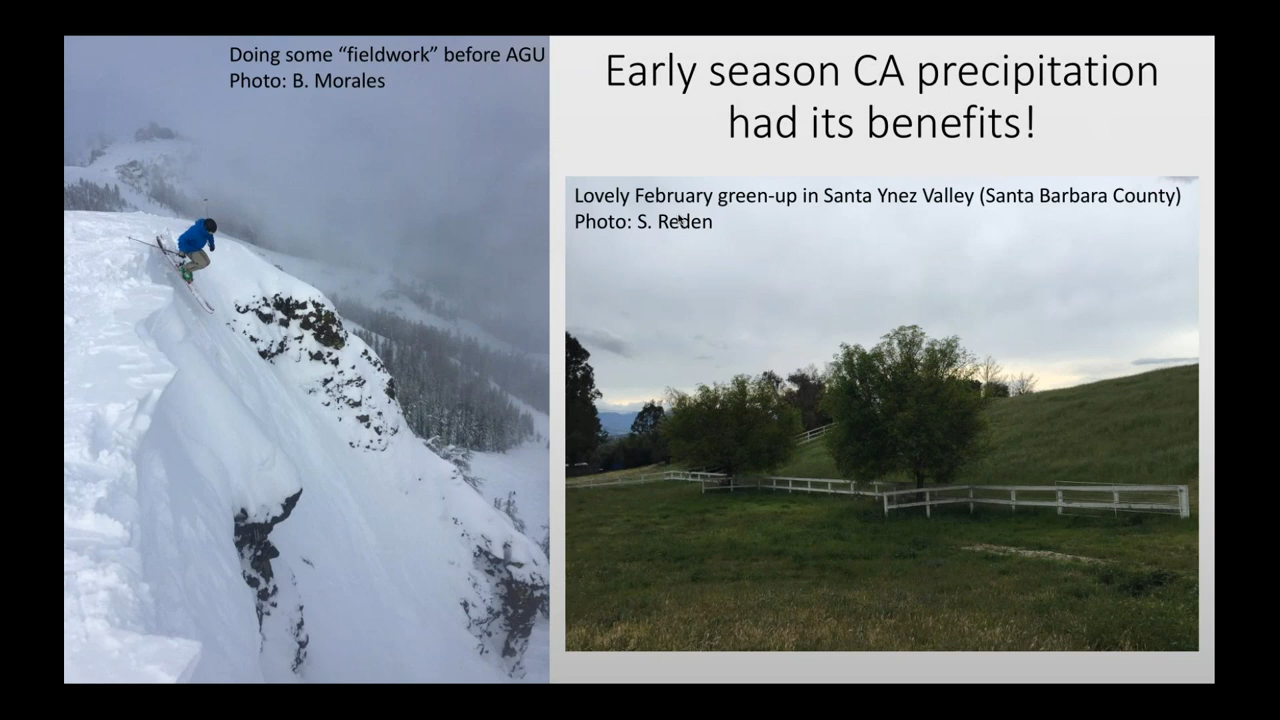 Doing some “fieldwork” before AGU
Photo: B. Morales
Early season CA precipitation
had its benefits!
Lovely February green-up in Santa Ynez Valley (Santa Barbara County)
Photo: S. Reden